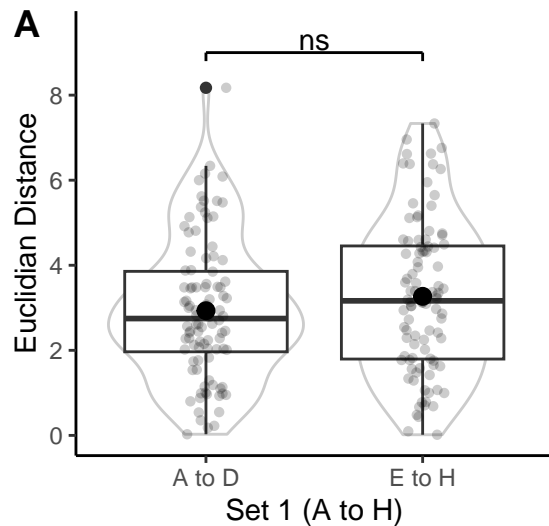 A
ns
Euclidian Distance
8
6
4
2
0
A to D
E to H
Set 1 (A to H)